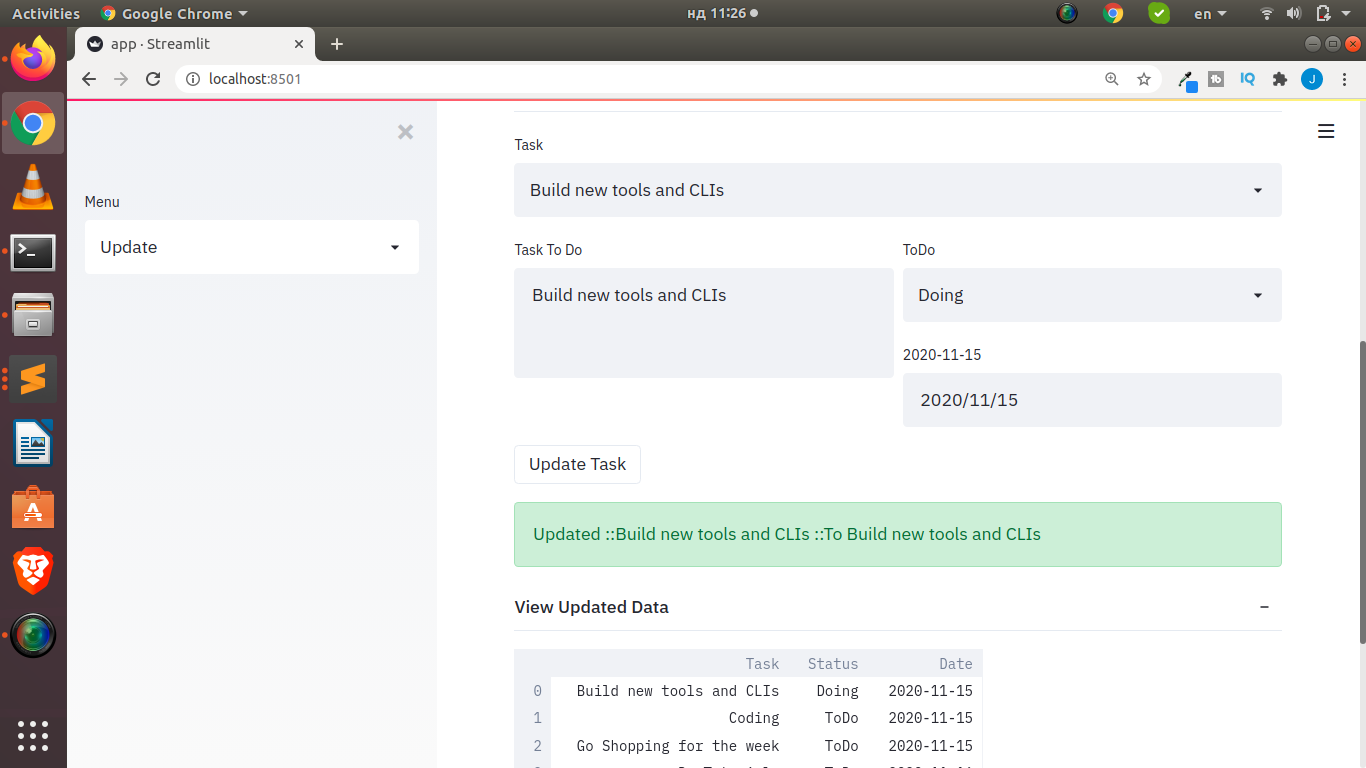 Activities
Google Chrome
нд 11:26
en
app · Streamlit
localhost:8501
Menu
Update
Task
Build new tools and CLIs
Task To Do
Build new tools and CLIs
ToDo
Doing
2020-11-15
2020/11/15
Update Task
Updated ::Build new tools and CLIs ::To Build new tools and CLIs
View Updated Data
Task Status Date
0 Build new tools and CLIs Doing 2020-11-15
1 Coding ToDo 2020-11-15
2 Go Shopping for the week ToDo 2020-11-15
tb
IQ
J